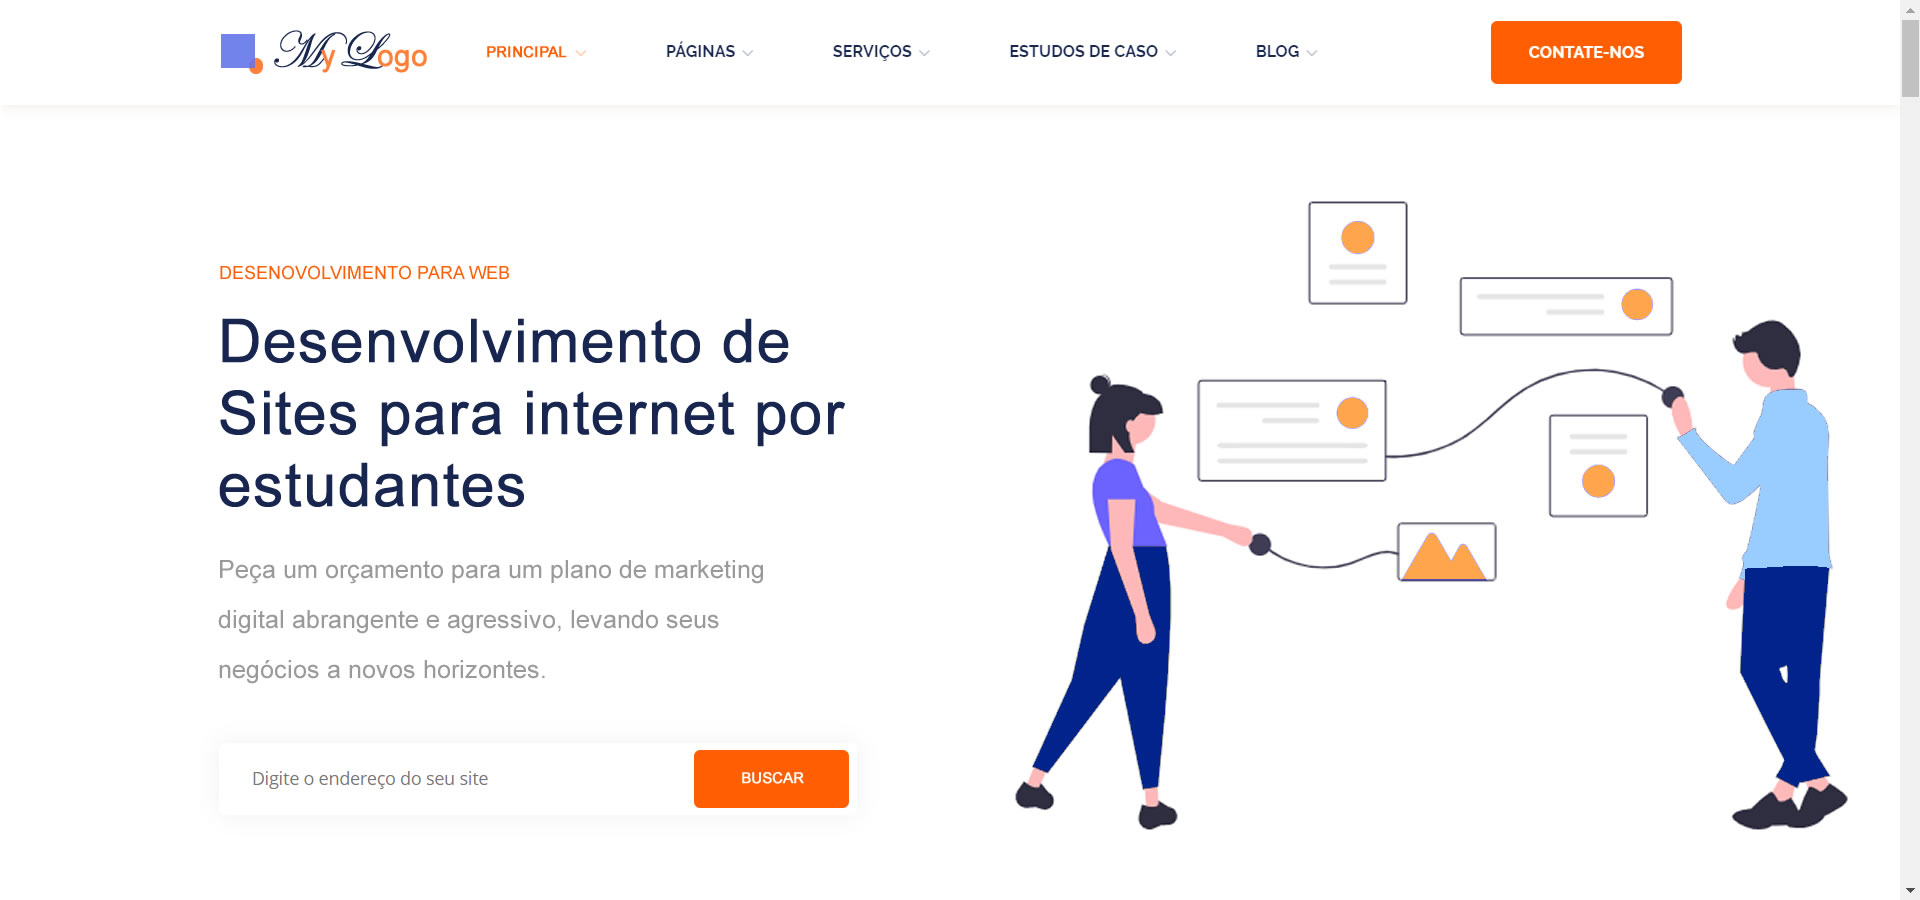 My Logo
PRINCIPAL
PÁGINAS
SERVIÇOS
ESTUDOS DE CASO
BLOG
CONTATE-NOS
DESENOVOLVIMENTO PARA WEB
Desenvolvimento de
Sites para internet por
estudantes
Peça um orçamento para um plano de marketing
digital abrangente e agressivo, levando seus
negócios a novos horizontes.
Digite o endereço do seu site
BUSCAR